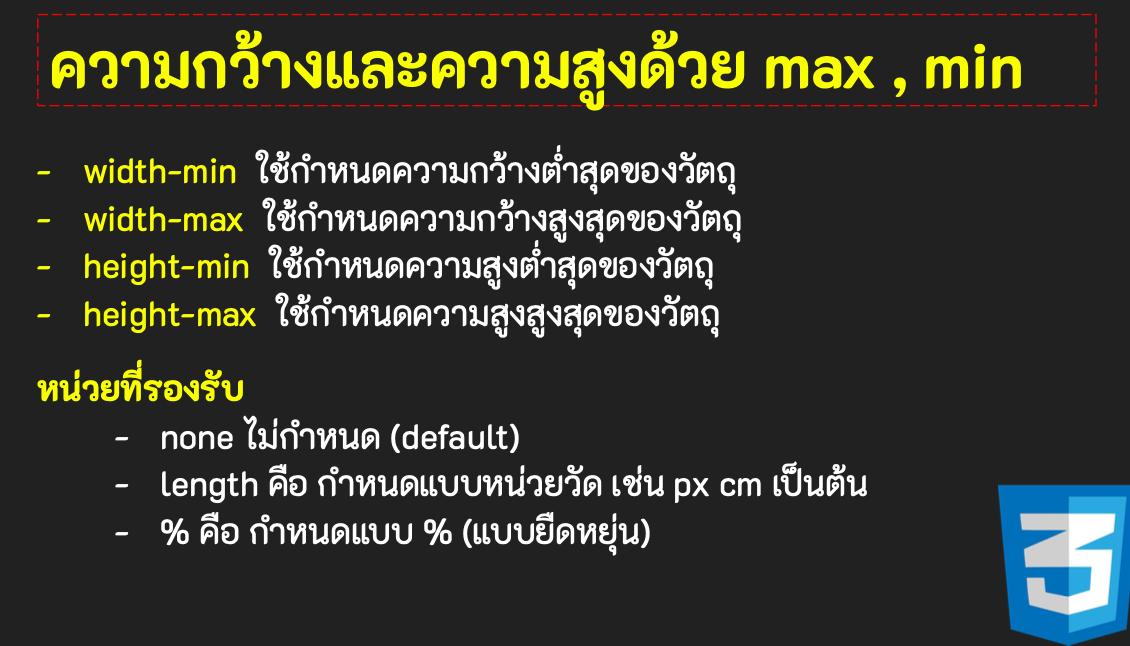 ความกว้างและความสูงด้วย max , min
- width-min ใช้กำหนดความกว้างต่ำสุดของวัตถุ
- width-max ใช้กำหนดความกว้างสูงสุดของวัตถุ
- height-min ใช้กำหนดความสูงต่ำสุดของวัตถุ
- height-max ใช้กำหนดความสูงสูงสุดของวัตถุ
หน่วยที่รองรับ
- none ไม่กำหนด (default)
- length คือ กำหนดแบบหน่วยวัด เช่น px cm เป็นต้น
- % คือ กำหนดแบบ % (แบบยืดหยุ่น)
3